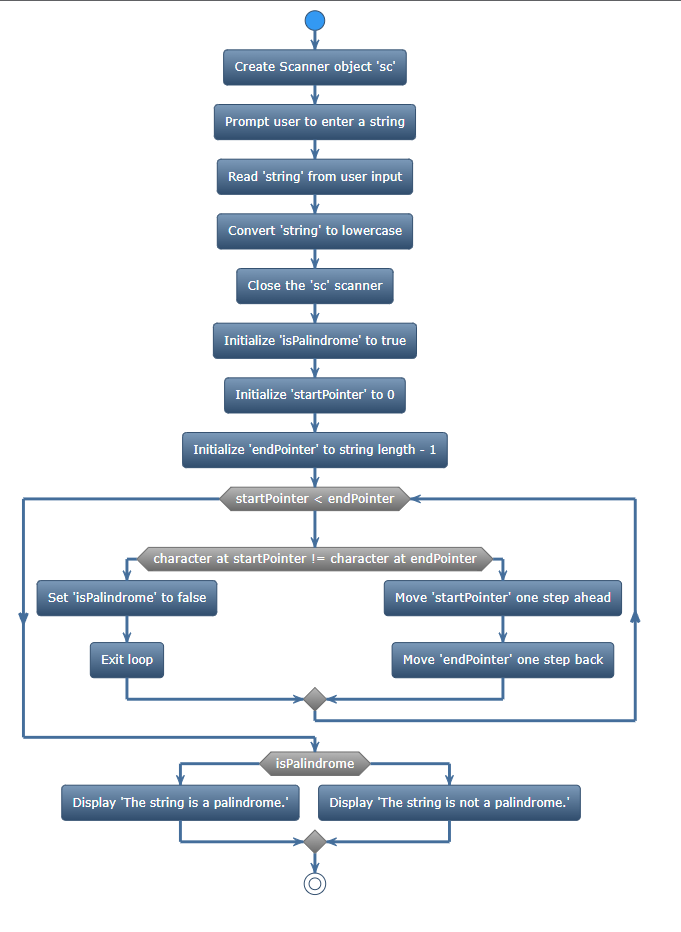 Create Scanner object 'sc'
Prompt user to enter a string
Read 'string' from user input
Convert 'string' to lowercase
Close the 'sc' scanner
Initialize 'isPalindrome' to true
Initialize 'startPointer' to 0
Initialize 'endPointer' to string length - 1
startPointer < endPointer
character at startPointer != character at endPointer
Set 'isPalindrome' to false
Move 'startPointer' one step ahead
Exit loop
Move 'endPointer' one step back
isPalindrome
Display 'The string is a palindrome.'
Display 'The string is not a palindrome.'